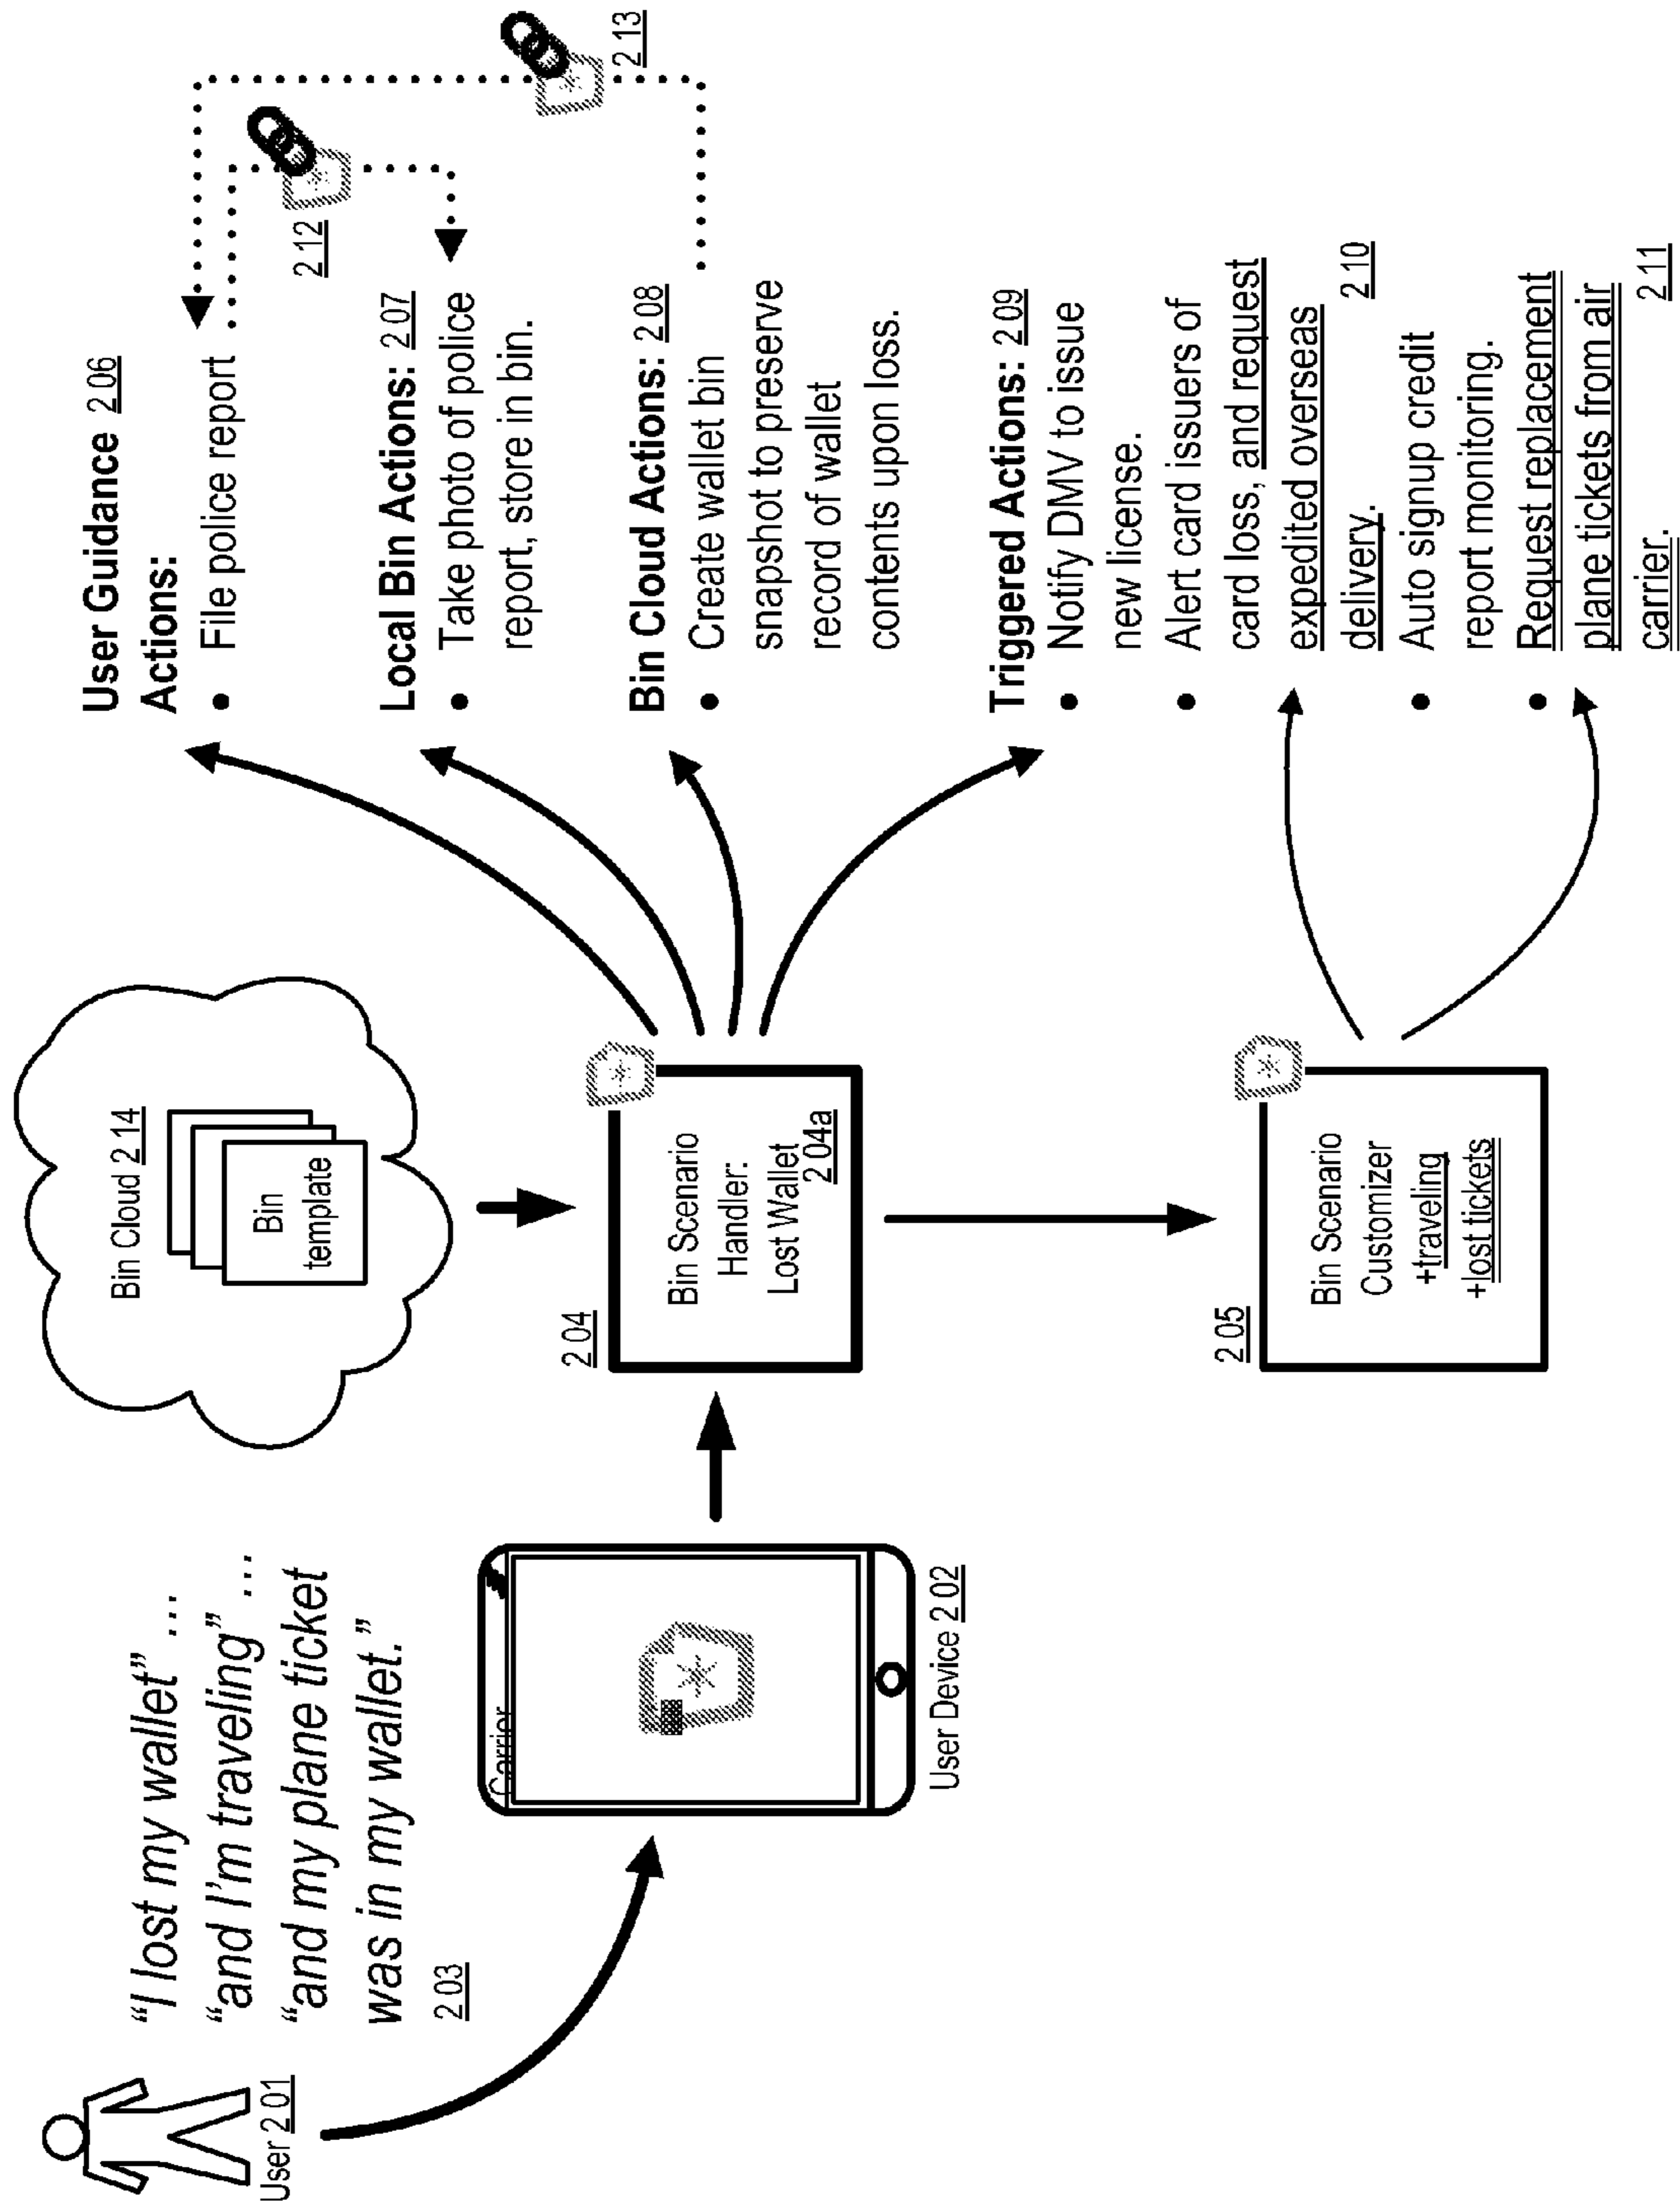 User 2 01
“I lost my wallet” ...
“and I’m traveling” ...
“and my plane ticket
was in my wallet.”
2 03
Carrier
User Device 2 02
Bin Cloud 2 14
Bin
template
2 04
Bin Scenario
Handler:
Lost Wallet
2 04a
2 05
Bin Scenario
Customizer
+traveling
+lost tickets
User Guidance 2 06
Actions:
• File police report
2 12
2 13
Local Bin Actions: 2 07
• Take photo of police
report, store in bin.
Bin Cloud Actions: 2 08
• Create wallet bin
snapshot to preserve
record of wallet
contents upon loss.
Triggered Actions: 2 09
• Notify DMV to issue
new license.
• Alert card issuers of
card loss, and request
expedited overseas
delivery. 2 10
• Auto signup credit
report monitoring.
• Request replacement
plane tickets from air
carrier. 2 11